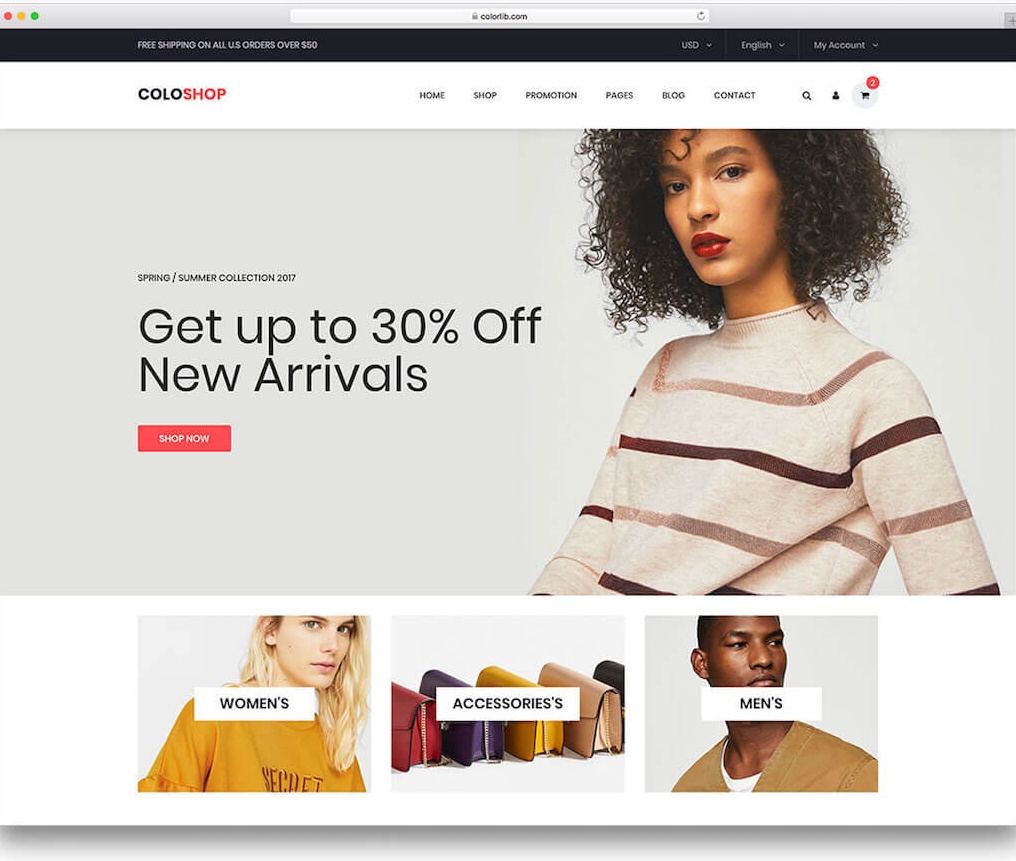 colorlib.com
FREE SHIPPING ON ALL U.S ORDERS OVER $50
USD
English
My Account
COLOSHOP
HOME
SHOP
PROMOTION
PAGES
BLOG
CONTACT
2
SPRING / SUMMER COLLECTION 2017
Get up to 30% Off
New Arrivals
SHOP NOW
WOMEN'S
ACCESSORIES'S
MEN'S
SECRET